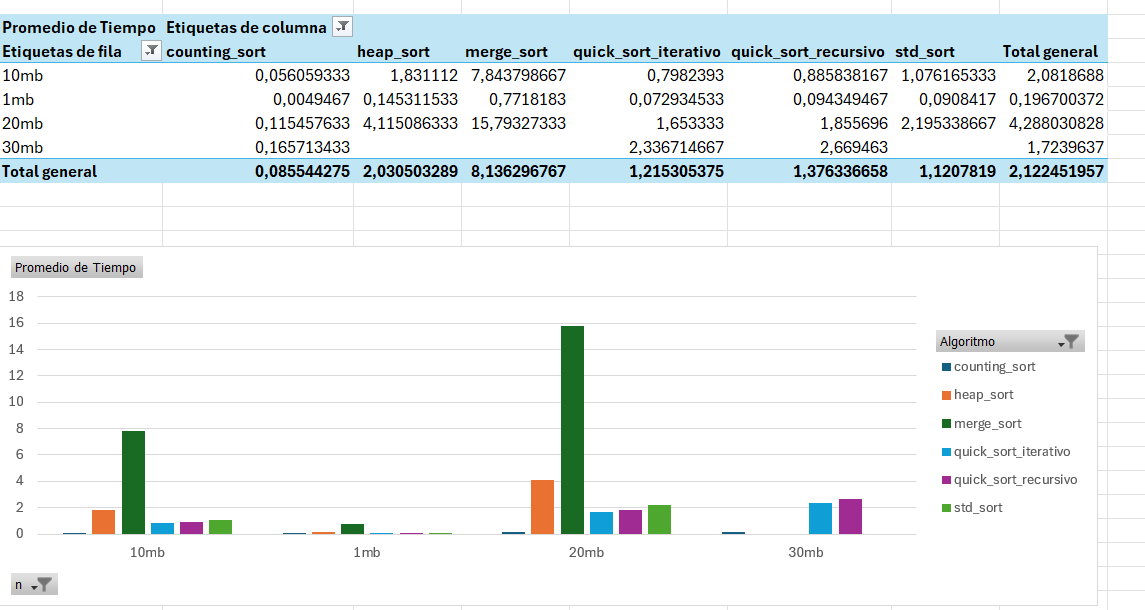 Promedio de Tiempo Etiquetas de columna
Etiquetas de fila counting_sort heap_sort merge_sort quick_sort_iterativo quick_sort_recursivo std_sort Total general
10mb 0,056059333 1,831112 7,843798667 0,7982393 0,885838167 1,076165333 2,0818688
1mb 0,0049467 0,145311533 0,7718183 0,072934533 0,094349467 0,0908417 0,196700372
20mb 0,115457633 4,115086333 15,79327333 1,653333 1,855696 2,195338667 4,288030828
30mb 0,165713433 2,336714667 2,669463 1,7239637
Total general 0,085544275 2,030503289 8,136296767 1,215305375 1,376336658 1,1207819 2,122451957
Promedio de Tiempo
18
16
14
12
10
8
6
4
2
0
10mb 1mb 20mb 30mb
Algoritmo
counting_sort
heap_sort
merge_sort
quick_sort_iterativo
quick_sort_recursivo
std_sort
n